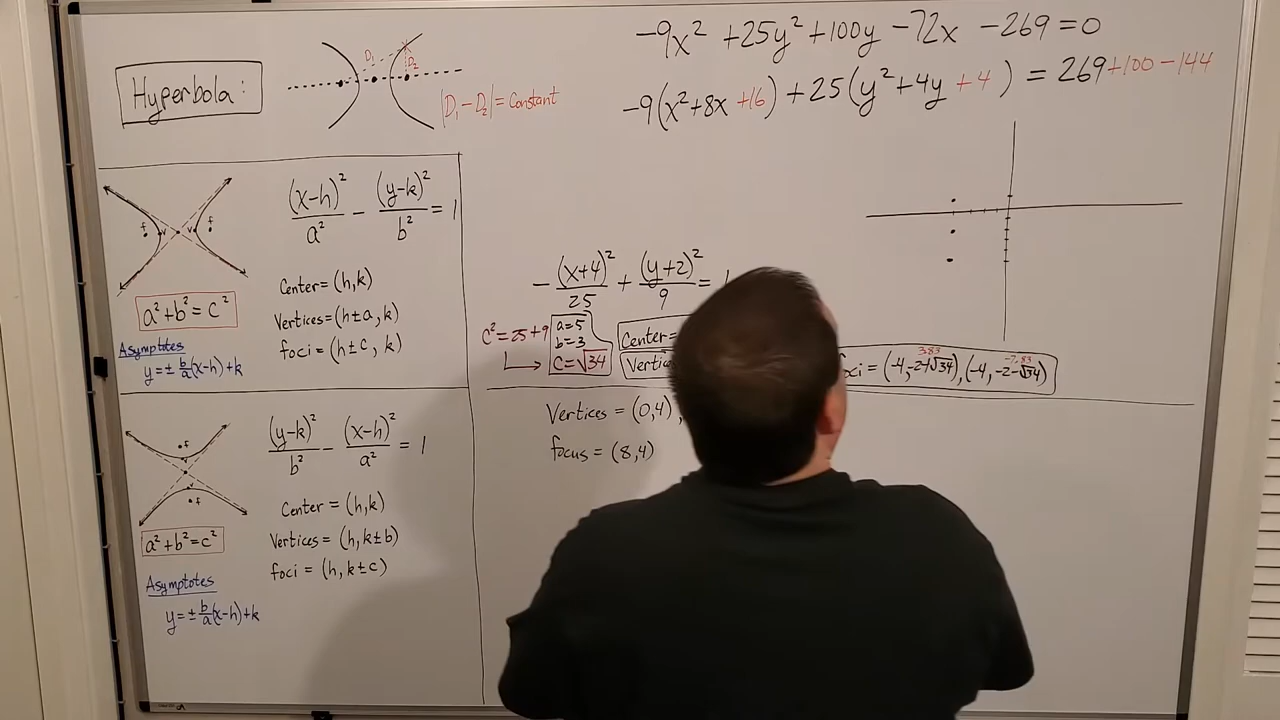 Hyperbola:
D₁
D₂
|D₁-D₂| = Constant
-9x² +25y² +100y -72x -269 = 0
-9(x²+8x +16) + 25(y²+4y +4 ) = 269+100-144
f v v f
(x-h)²/a² - (y-k)²/b² = 1
Center = (h,k)
Vertices = (h±a, k)
foci = (h±c, k)
a² + b² = c²
Asymptotes
y = ± b/a (x-h)+k
-(x+4)²/25 + (y+2)²/9 =
c² = 25+9
a=5
b=3
c=√34
Center=
foci = (-4,-2+√34), (-4,-2-√34)
3.83
-7.83
Vertices = (0,4)
focus = (8,4)
f
v
v
f
(y-k)²/b² - (x-h)²/a² = 1
Center = (h,k)
Vertices = (h,k±b)
foci = (h,k±c)
a² + b² = c²
Asymptotes
y = ± b/a (x-h)+k